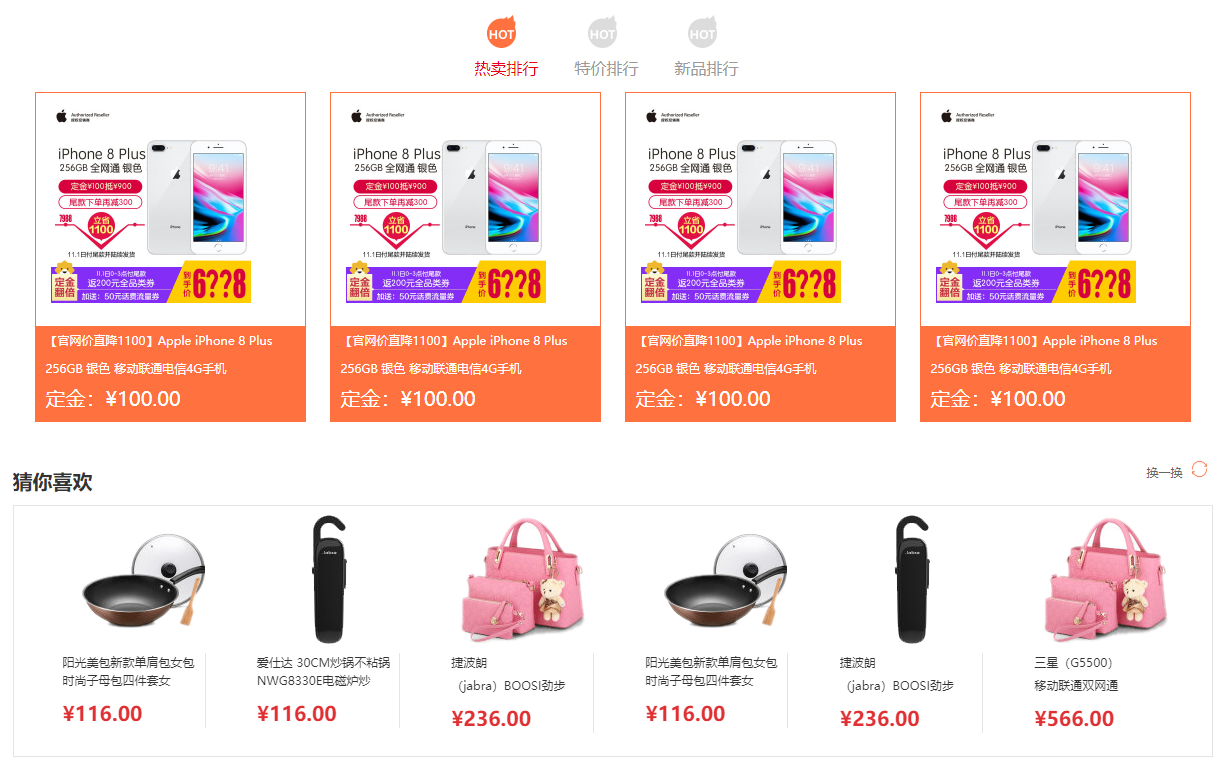 HOT
HOT
HOT
热卖排行
特价排行
新品排行
Authorized Reseller
授权经销商
iPhone 8 Plus
256GB 全网通 银色
定金¥100抵¥900
尾款下单再减300
7988
立省
1100
11.1日付尾款开陆续发货
iPhone
定金
翻倍
11.1日0-3点付尾款
返200元全品类券
加送：50元话费流量券
到手价
6??8
【官网价直降1100】Apple iPhone 8 Plus
256GB 银色 移动联通电信4G手机
定金：¥100.00
Authorized Reseller
授权经销商
iPhone 8 Plus
256GB 全网通 银色
定金¥100抵¥900
尾款下单再减300
7988
立省
1100
11.1日付尾款开陆续发货
iPhone
定金
翻倍
11.1日0-3点付尾款
返200元全品类券
加送：50元话费流量券
到手价
6??8
【官网价直降1100】Apple iPhone 8 Plus
256GB 银色 移动联通电信4G手机
定金：¥100.00
Authorized Reseller
授权经销商
iPhone 8 Plus
256GB 全网通 银色
定金¥100抵¥900
尾款下单再减300
7988
立省
1100
11.1日付尾款开陆续发货
iPhone
定金
翻倍
11.1日0-3点付尾款
返200元全品类券
加送：50元话费流量券
到手价
6??8
【官网价直降1100】Apple iPhone 8 Plus
256GB 银色 移动联通电信4G手机
定金：¥100.00
Authorized Reseller
授权经销商
iPhone 8 Plus
256GB 全网通 银色
定金¥100抵¥900
尾款下单再减300
7988
立省
1100
11.1日付尾款开陆续发货
iPhone
定金
翻倍
11.1日0-3点付尾款
返200元全品类券
加送：50元话费流量券
到手价
6??8
【官网价直降1100】Apple iPhone 8 Plus
256GB 银色 移动联通电信4G手机
定金：¥100.00
猜你喜欢
换一换
Jabra
Jabra
阳光美包新款单肩包女包
时尚子母包四件套女
¥116.00
爱仕达 30CM炒锅不粘锅
NWG8330E电磁炉炒
¥116.00
捷波朗
（jabra）BOOSI劲步
¥236.00
阳光美包新款单肩包女包
时尚子母包四件套女
¥116.00
捷波朗
（jabra）BOOSI劲步
¥236.00
三星（G5500）
移动联通双网通
¥566.00